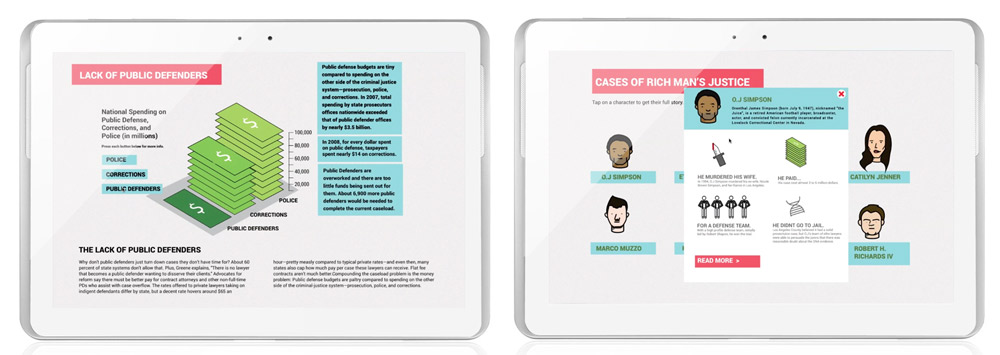 LACK OF PUBLIC DEFENDERS
National Spending on
Public Defense,
Corrections, and
Police (in millions)
Press each button below for more info.
POLICE
CORRECTIONS
PUBLIC DEFENDERS
100,000
80,000
60,000
40,000
20,000
POLICE
CORRECTIONS
PUBLIC DEFENDERS
Public defense budgets are tiny
compared to spending on the
other side of the criminal justice
system—prosecution, police,
and corrections. In 2007, total
spending by state prosecutors
offices nationwide exceeded
that of public defender offices
by nearly $3.5 billion.
In 2008, for every dollar spent
on public defense, taxpayers
spent nearly $14 on corrections.
Public Defenders are
overworked and there are too
little funds being sent out for
them. About 6,900 more public
defenders would be needed to
complete the current caseload.
THE LACK OF PUBLIC DEFENDERS
Why don't public defenders just turn down cases they don't have time for? About 60
percent of state systems don't allow that. Plus, Greene explains, "There is no lawyer
that becomes a public defender wanting to disserve their clients." Advocates for
reform say there must be better pay for contract attorneys and other non-full-time
PDs who assist with case overflow. The rates offered to private lawyers taking on
indigent defendants differ by state, but a decent rate hovers around $65 an
hour—pretty measly compared to typical private rates—and even then, many
states also cap how much pay per case these lawyers can receive. Flat fee
contracts aren't much better.Compounding the caseload problem is the money
problem: Public defense budgets are paltry compared to spending on the other
side of the criminal justice system—prosecution, police, and corrections.
CASES OF RICH MAN'S JUSTICE
Tap on a character to get their full story.
O.J SIMPSON
Orenthal James Simpson (born July 9, 1947), nicknamed "the
Juice", is a retired American football player, broadcaster,
actor, and convicted felon currently incarcerated at the
Lovelock Correctional Center in Nevada.
HE MURDERED HIS WIFE.
HE PAID...
FOR A DEFENSE TEAM.
HE DIDNT GO TO JAIL.
READ MORE >
O.J SIMPSON
CATILYN JENNER
MARCO MUZZO
ROBERT H.
RICHARDS IV